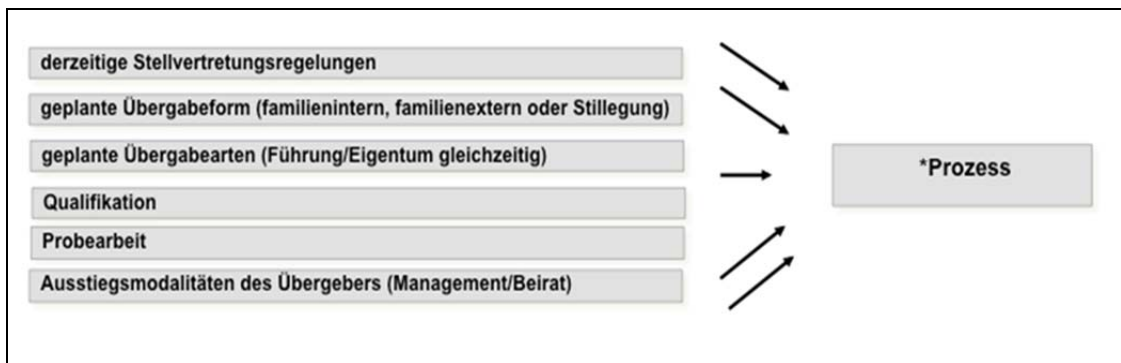 derzeitige Stellvertretungsregelungen
geplante Übergabeform (familienintern, familienextern oder Stillegung)
geplante Übergabearten (Führung/Eigentum gleichzeitig)
Qualifikation
Probearbeit
Ausstiegsmodalitäten des Übergebers (Management/Beirat)
*Prozess